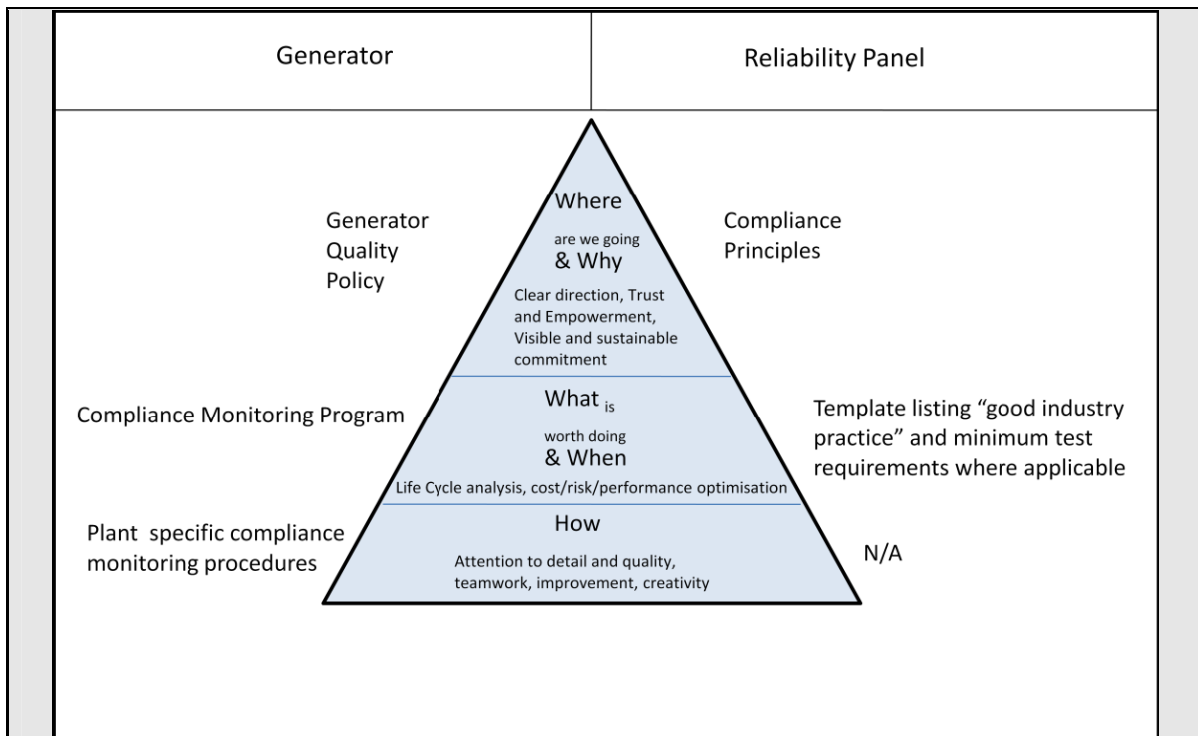 Generator
Reliability Panel
Where
are we going
& Why
Clear direction, Trust
and Empowerment,
Visible and sustainable
commitment
Generator
Quality
Policy
Compliance
Principles
What is
worth doing
& When
Life Cycle analysis, cost/risk/performance optimisation
Compliance Monitoring Program
Template listing “good industry
practice” and minimum test
requirements where applicable
How
Attention to detail and quality,
teamwork, improvement, creativity
Plant  specific compliance
monitoring procedures
N/A